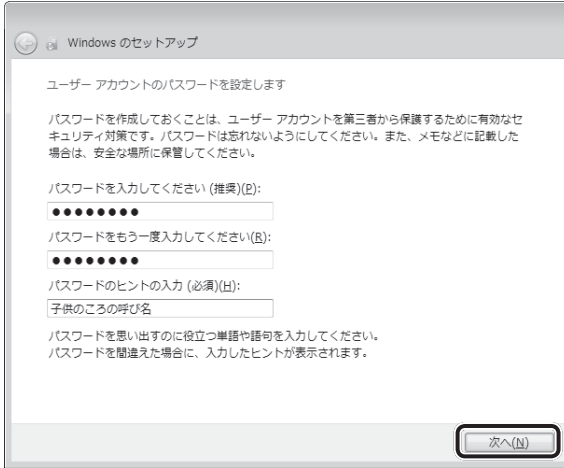 Windows のセットアップ
ユーザー アカウントのパスワードを設定します
パスワードを作成しておくことは、ユーザー アカウントを第三者から保護するために有効なセ
キュリティ対策です。パスワードは忘れないようにしてください。また、メモなどに記載した
場合は、安全な場所に保管してください。
パスワードを入力してください (推奨)(P):
●●●●●●●●
パスワードをもう一度入力してください(R):
●●●●●●●●
パスワードのヒントの入力 (必須)(H):
子供のころの呼び名
パスワードを思い出すのに役立つ単語や語句を入力してください。
パスワードを間違えた場合に、入力したヒントが表示されます。
次へ(N)